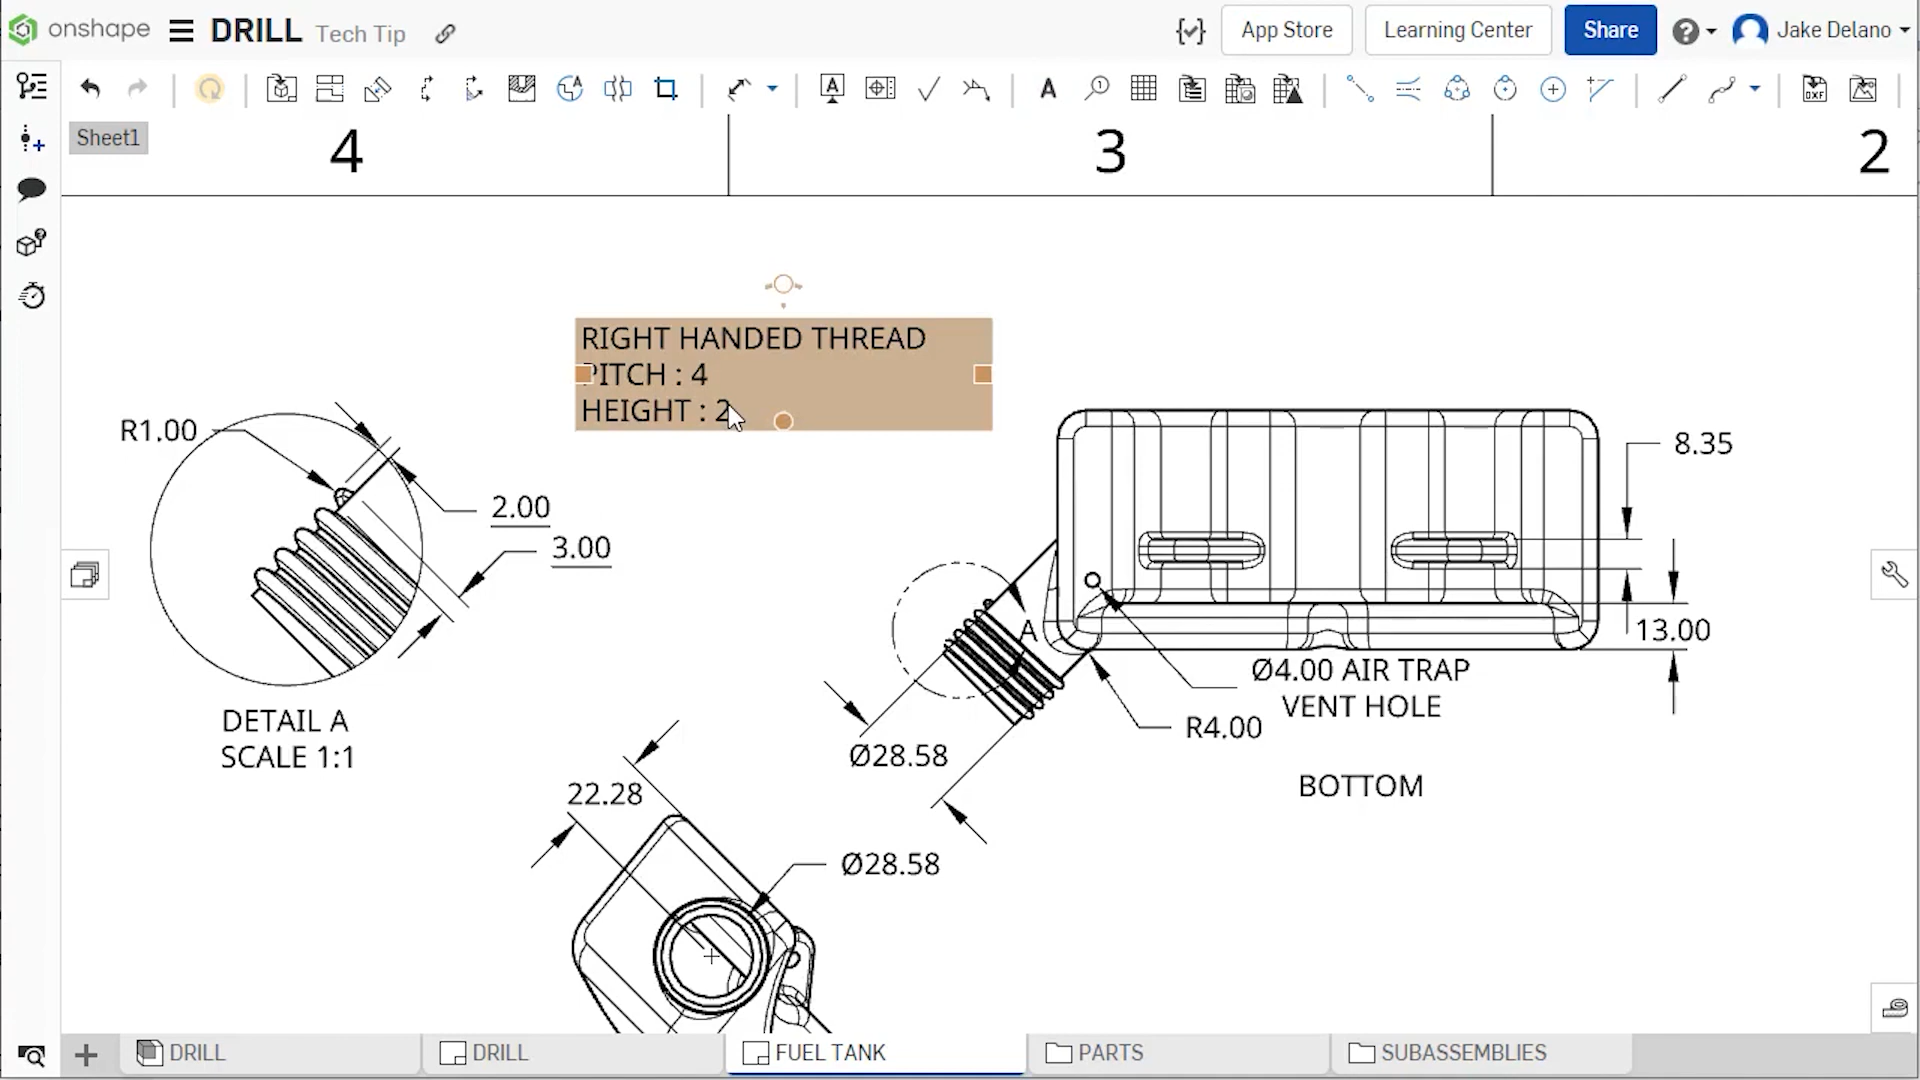 onshape DRILL Tech Tip App Store Learning Center Share Jake Delano
Sheet1
4 3 2
RIGHT HANDED THREAD
PITCH : 4
HEIGHT : 2
R1.00
2.00
3.00
DETAIL A
SCALE 1:1
8.35
13.00
A
Ø4.00 AIR TRAP
VENT HOLE
R4.00
Ø28.58
BOTTOM
22.28
Ø28.58
DRILL DRILL FUEL TANK PARTS SUBASSEMBLIES